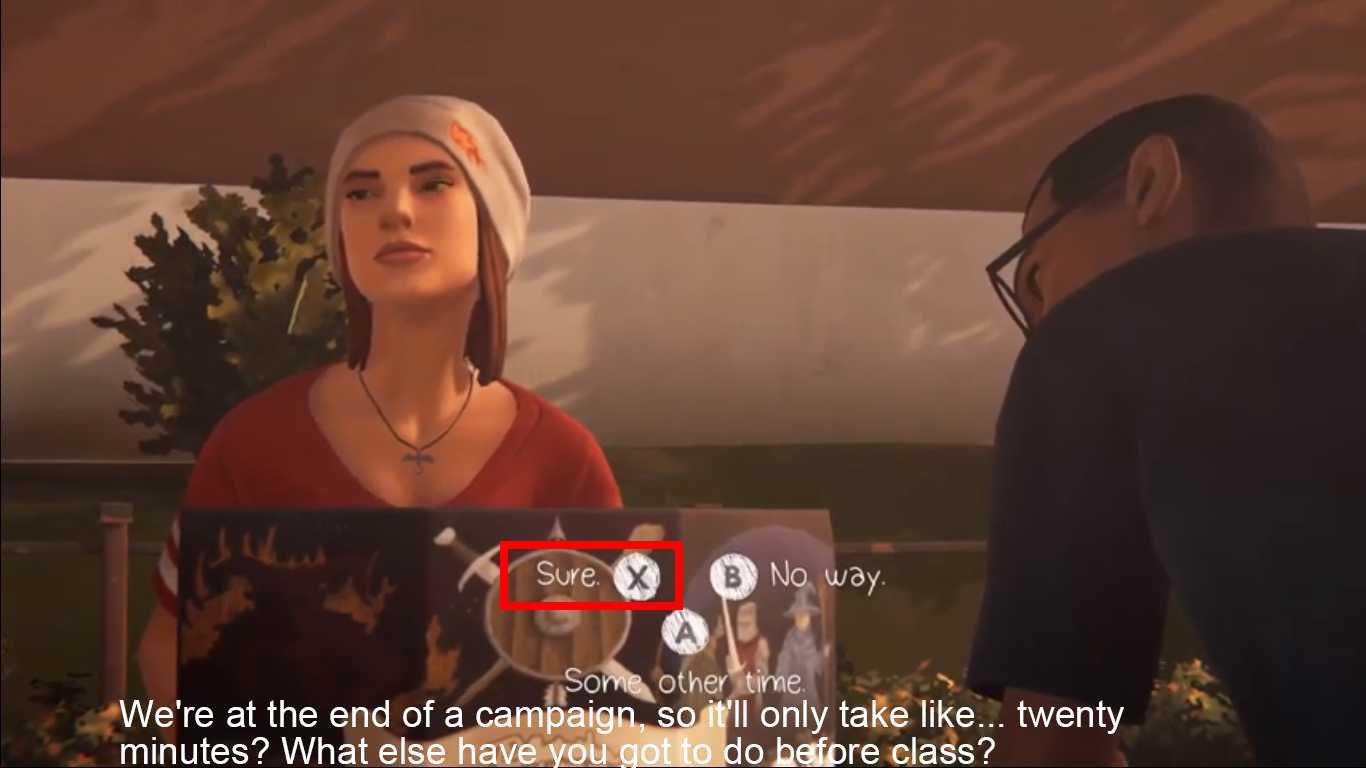 Sure. X
B No way.
A
Some other time.
We're at the end of a campaign, so it'll only take like... twenty
minutes? What else have you got to do before class?